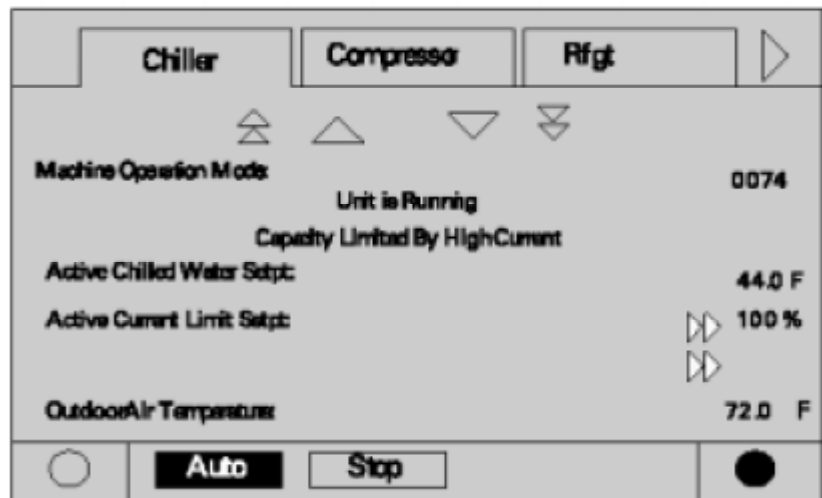 Chiller Compressor Rfgt
Machine Operation Mode: 0074
Unit is Running
Capacity Limited By High Current
Active Chilled Water Setpt: 44.0 F
Active Current Limit Setpt: 100 %
Outdoor Air Temperature: 72.0 F
Auto Stop